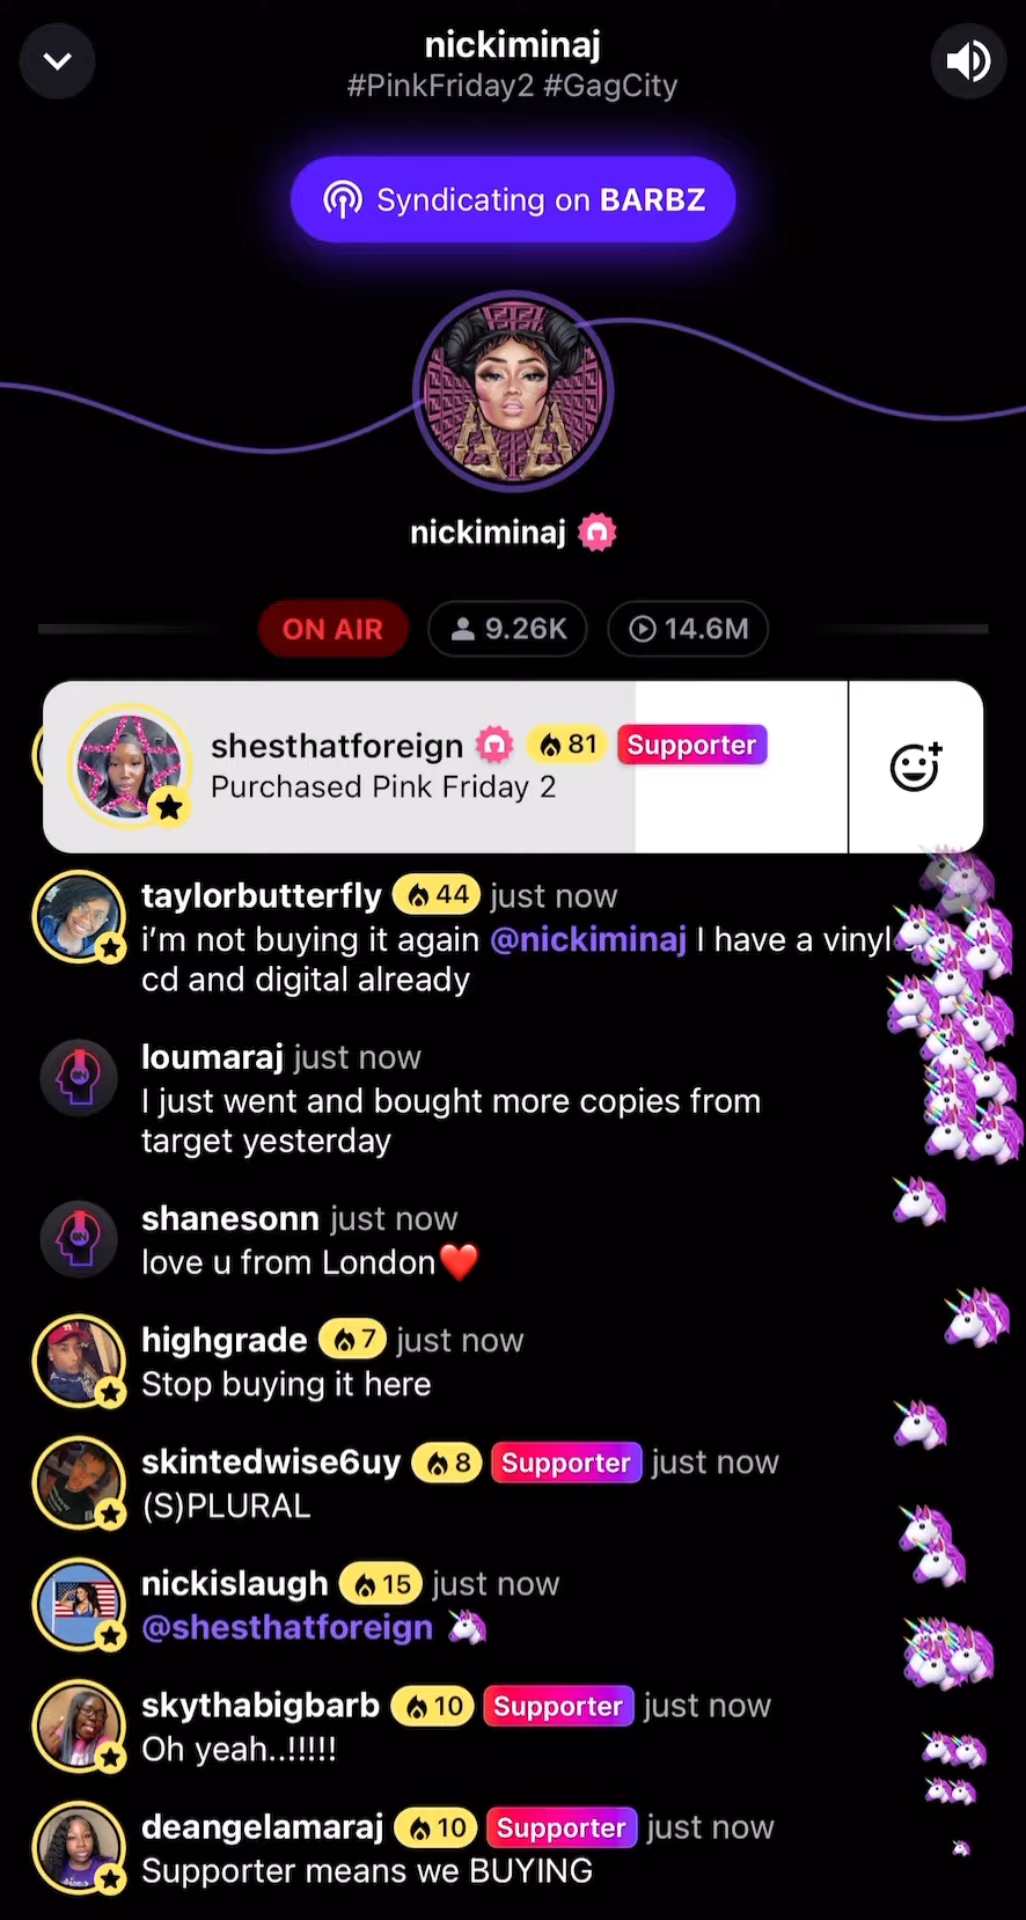 nickiminaj
#PinkFriday2 #GagCity
Syndicating on BARBZ
nickiminaj
ON AIR 9.26K 14.6M
shesthatforeign 81 Supporter
Purchased Pink Friday 2
taylorbutterfly 44 just now
i’m not buying it again @nickiminaj I have a vinyl
cd and digital already
loumaraj just now
I just went and bought more copies from
target yesterday
shanesonn just now
love u from London❤️
highgrade 7 just now
Stop buying it here
skintedwise6uy 8 Supporter just now
(S)PLURAL
nickislaugh 15 just now
@shesthatforeign 🦄
skythabigbarb 10 Supporter just now
Oh yeah..!!!!!
deangelamaraj 10 Supporter just now
Supporter means we BUYING